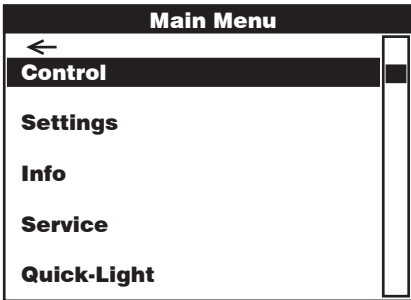 Main Menu
Control
Settings
Info
Service
Quick-Light